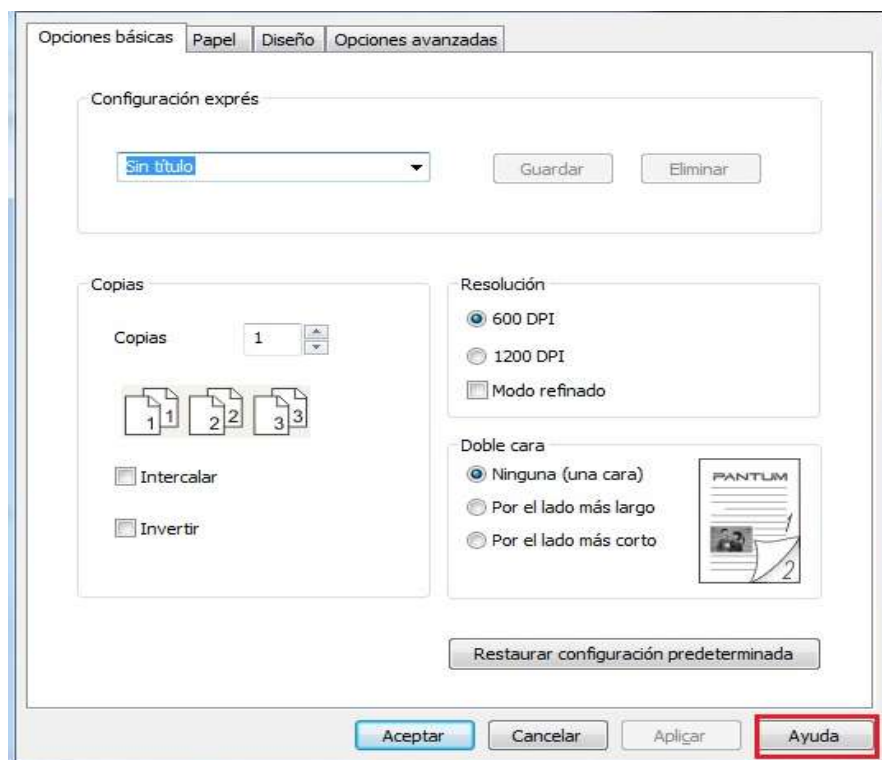 Opciones básicas Papel Diseño Opciones avanzadas
Configuración exprés
Sin título Guardar Eliminar
Copias
Copias 1
1 1 2 2 3 3
Intercalar
Invertir
Resolución
600 DPI
1200 DPI
Modo refinado
Doble cara
Ninguna (una cara)
Por el lado más largo
Por el lado más corto
PANTUM
1
2
Restaurar configuración predeterminada
Aceptar Cancelar Aplicar Ayuda